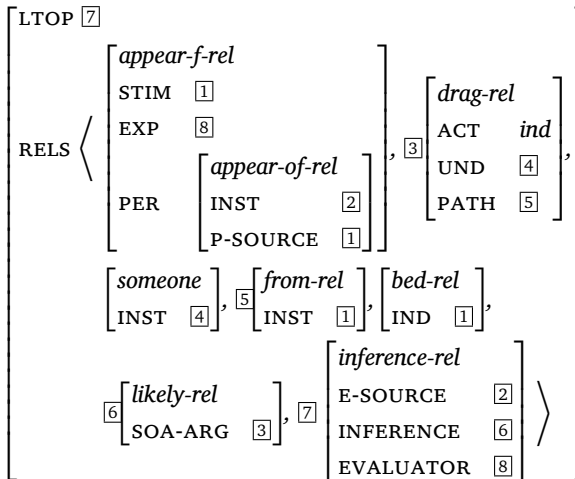 LTOP 7
appear-f-rel
STIM 1
EXP 8
PER
appear-of-rel
INST 2
P-SOURCE 1
RELS ⟨ , 3
drag-rel
ACT ind
UND 4
PATH 5
,
someone
INST 4
, 5
from-rel
INST 1
,
bed-rel
IND 1
,
6
likely-rel
SOA-ARG 3
, 7
inference-rel
E-SOURCE 2
INFERENCE 6
EVALUATOR 8
⟩